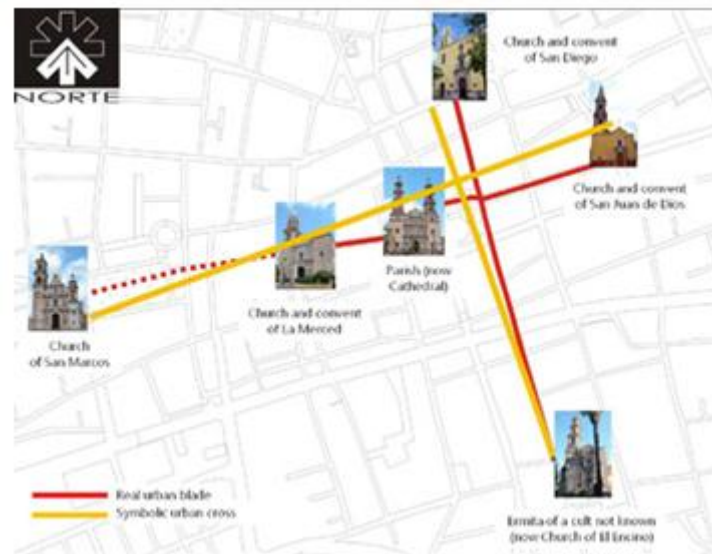 NORTE
Church and convent
of San Diego
Church and convent
of San Juan de Dios
Parish (now
Cathedral)
Church and convent
of La Merced
Church
of San Marcos
Real urban blade
Symbolic urban cross
Ermita of a cult not known
(now Church of El Encino)